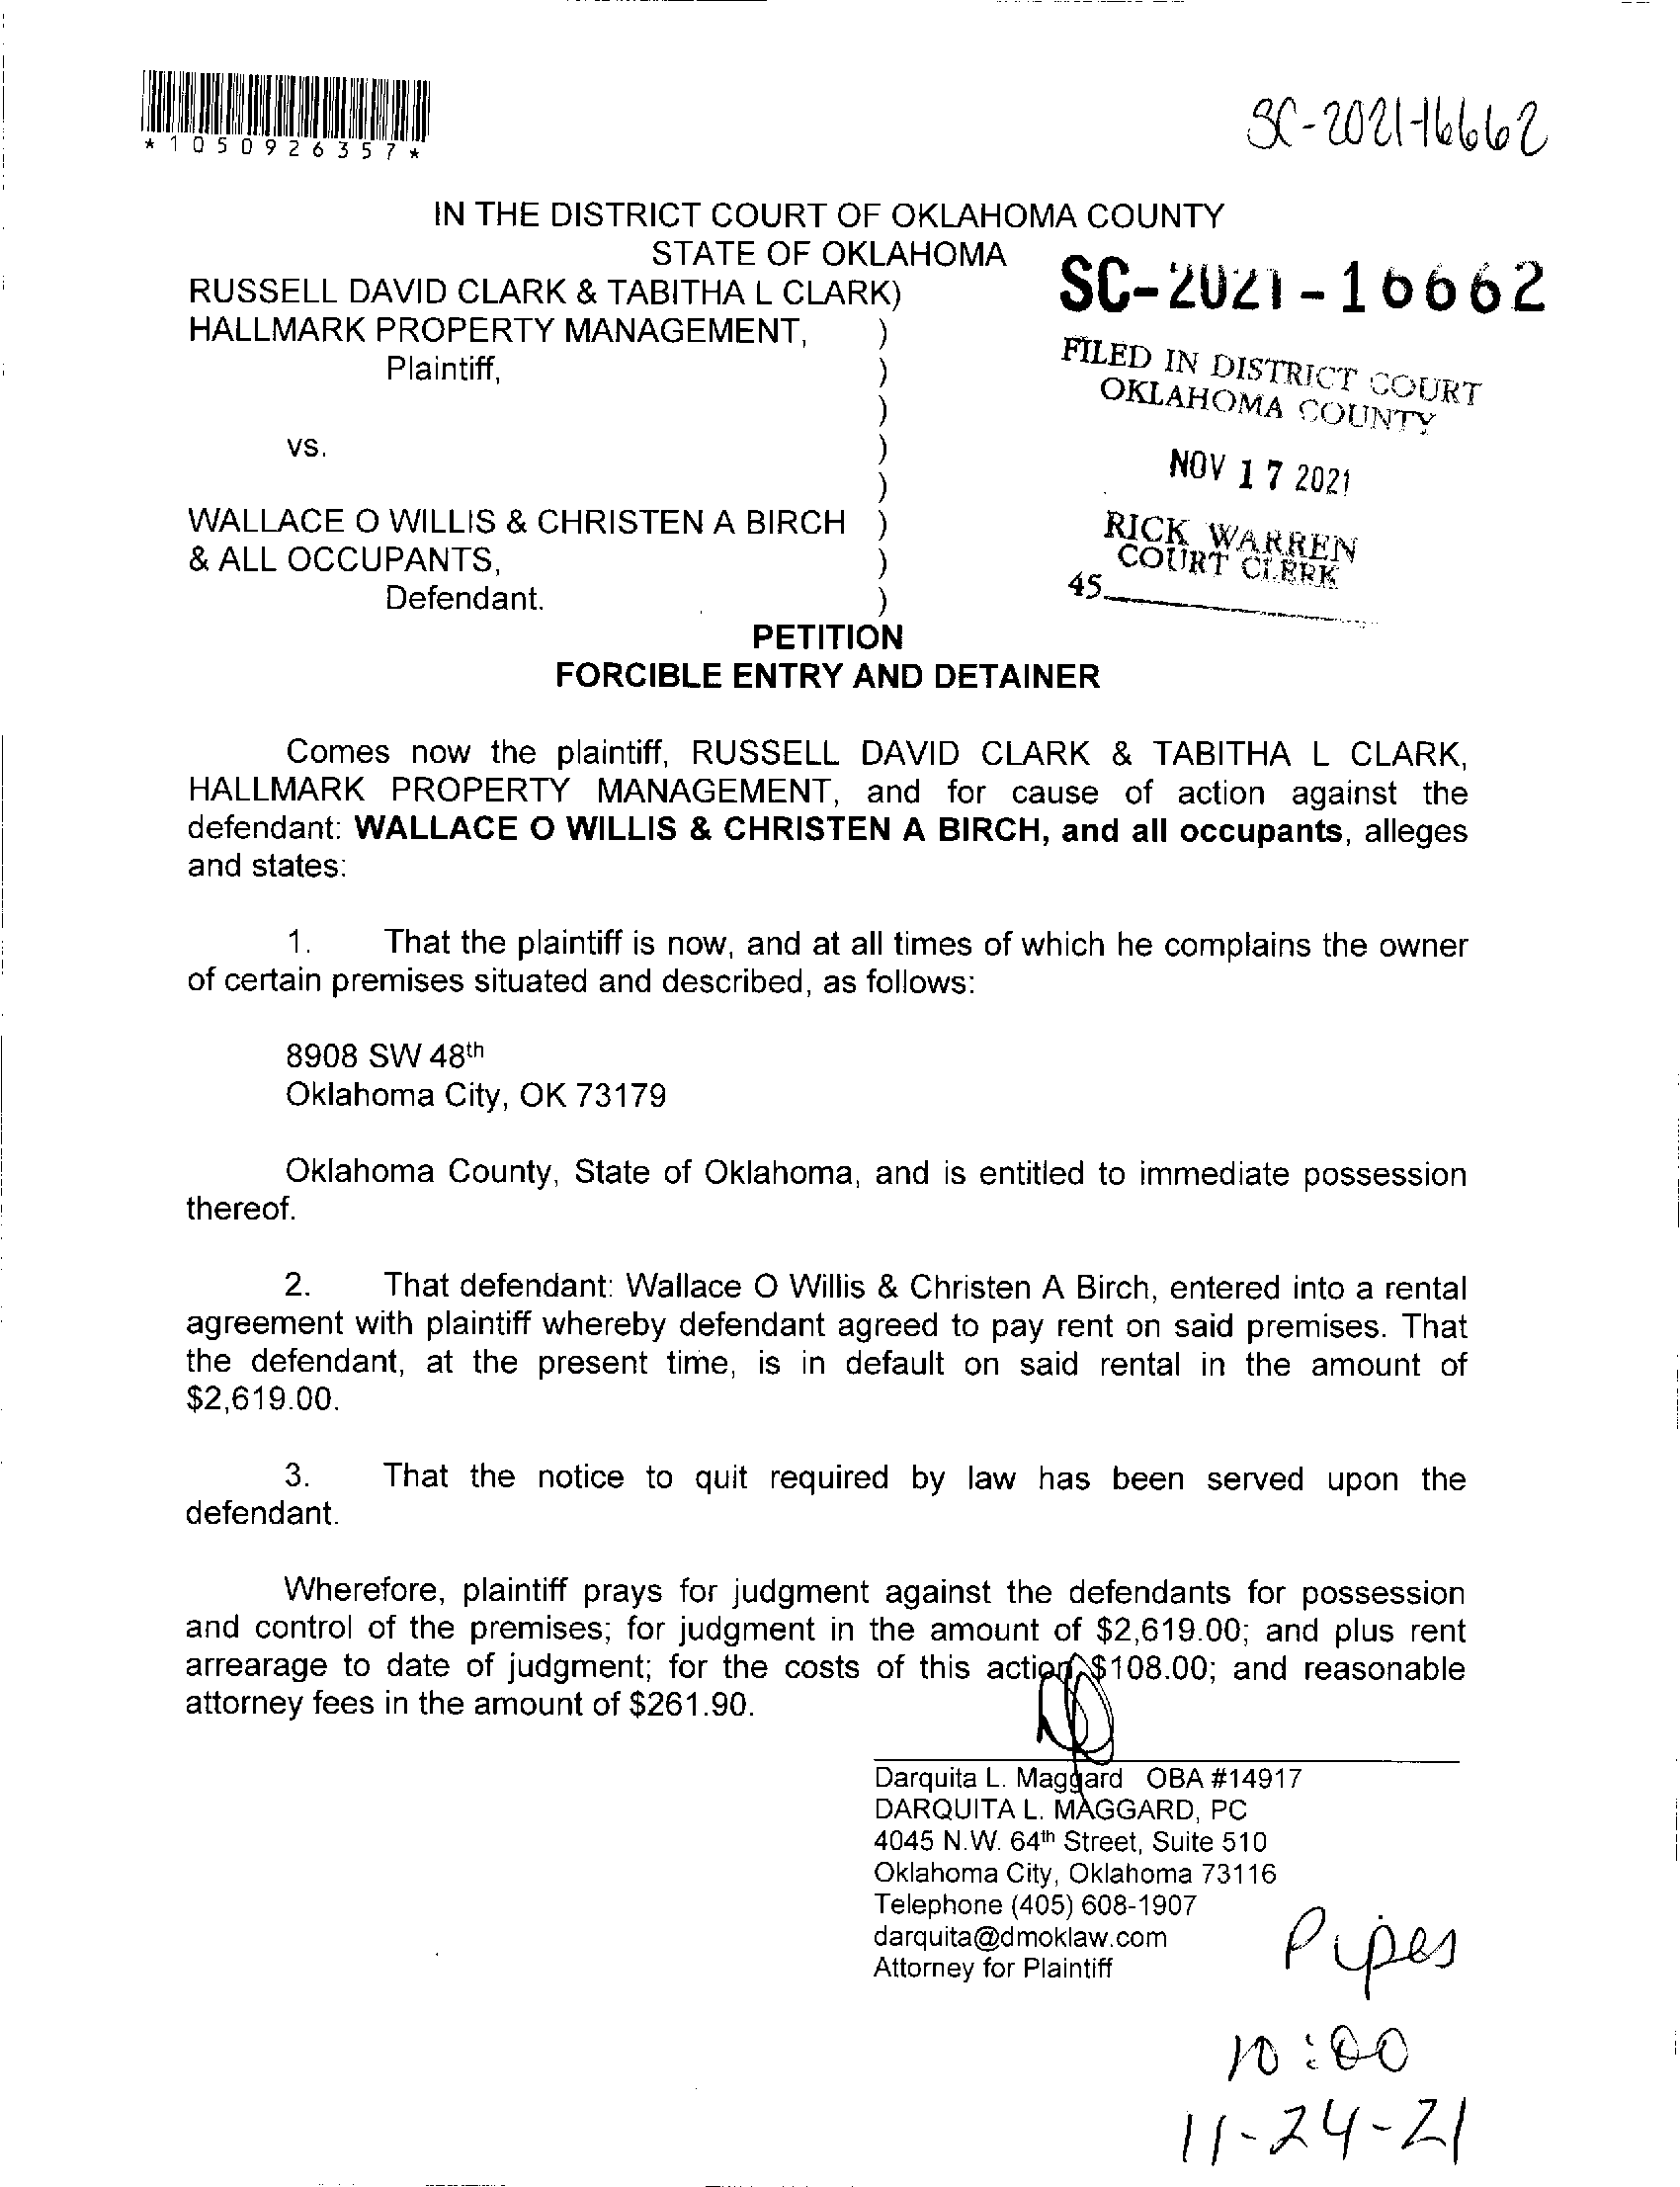 *1050926357*
SC-2021-16662
IN THE DISTRICT COURT OF OKLAHOMA COUNTY
STATE OF OKLAHOMA
SC-2021-16662
RUSSELL DAVID CLARK & TABITHA L CLARK)
HALLMARK PROPERTY MANAGEMENT, )
Plaintiff, )
)
vs. )
)
WALLACE O WILLIS & CHRISTEN A BIRCH )
& ALL OCCUPANTS, )
Defendant. )
FILED IN DISTRICT COURT
OKLAHOMA COUNTY
NOV 17 2021
RICK WARREN
COURT CLERK
45
PETITION
FORCIBLE ENTRY AND DETAINER
Comes now the plaintiff, RUSSELL DAVID CLARK & TABITHA L CLARK,
HALLMARK PROPERTY MANAGEMENT, and for cause of action against the
defendant: WALLACE O WILLIS & CHRISTEN A BIRCH, and all occupants, alleges
and states:
1. That the plaintiff is now, and at all times of which he complains the owner
of certain premises situated and described, as follows:
8908 SW 48th
Oklahoma City, OK 73179
Oklahoma County, State of Oklahoma, and is entitled to immediate possession
thereof.
2. That defendant: Wallace O Willis & Christen A Birch, entered into a rental
agreement with plaintiff whereby defendant agreed to pay rent on said premises. That
the defendant, at the present time, is in default on said rental in the amount of
$2,619.00.
3. That the notice to quit required by law has been served upon the
defendant.
Wherefore, plaintiff prays for judgment against the defendants for possession
and control of the premises; for judgment in the amount of $2,619.00; and plus rent
arrearage to date of judgment; for the costs of this action $108.00; and reasonable
attorney fees in the amount of $261.90.
Darquita L. Maggard OBA #14917
DARQUITA L. MAGGARD, PC
4045 N.W. 64th Street, Suite 510
Oklahoma City, Oklahoma 73116
Telephone (405) 608-1907
darquita@dmoklaw.com
Attorney for Plaintiff
Pipes
10:00
11-24-21